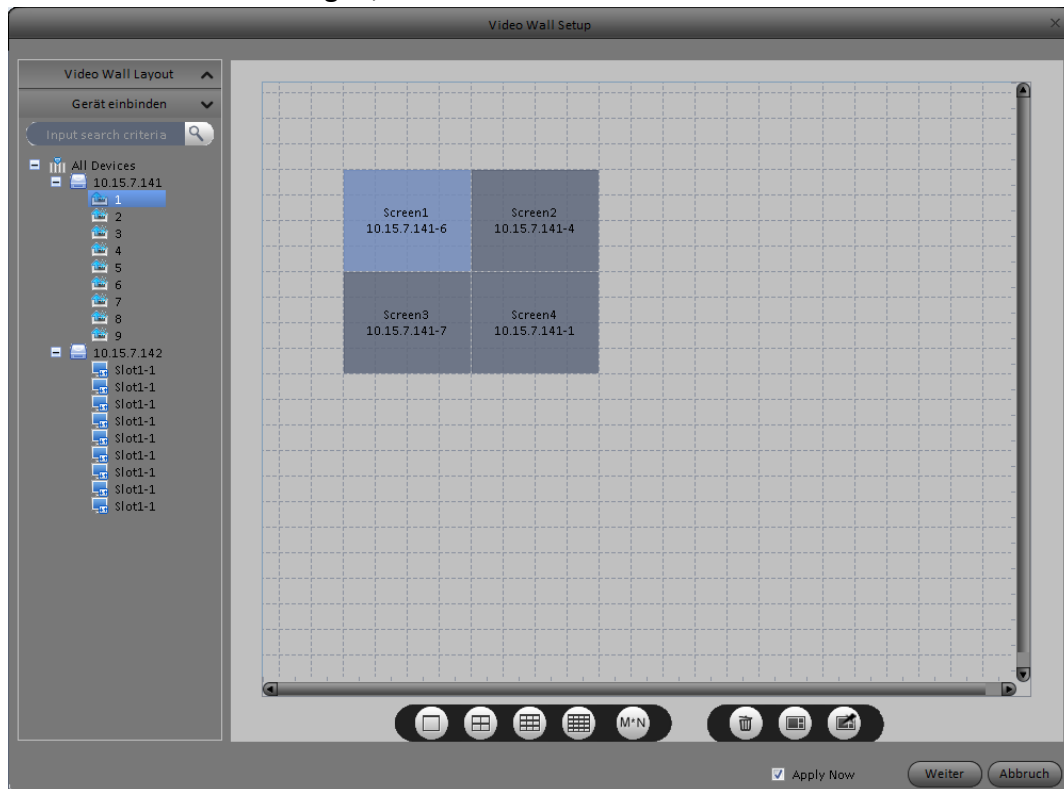 Video Wall Setup
Video Wall Layout
Gerät einbinden
Input search criteria
All Devices
10.15.7.141
1
2
3
4
5
6
7
8
9
10.15.7.142
Slot1-1
Slot1-1
Slot1-1
Slot1-1
Slot1-1
Slot1-1
Slot1-1
Slot1-1
Slot1-1
Screen1
10.15.7.141-6
Screen2
10.15.7.141-4
Screen3
10.15.7.141-7
Screen4
10.15.7.141-1
M*N
Apply Now
Weiter
Abbruch